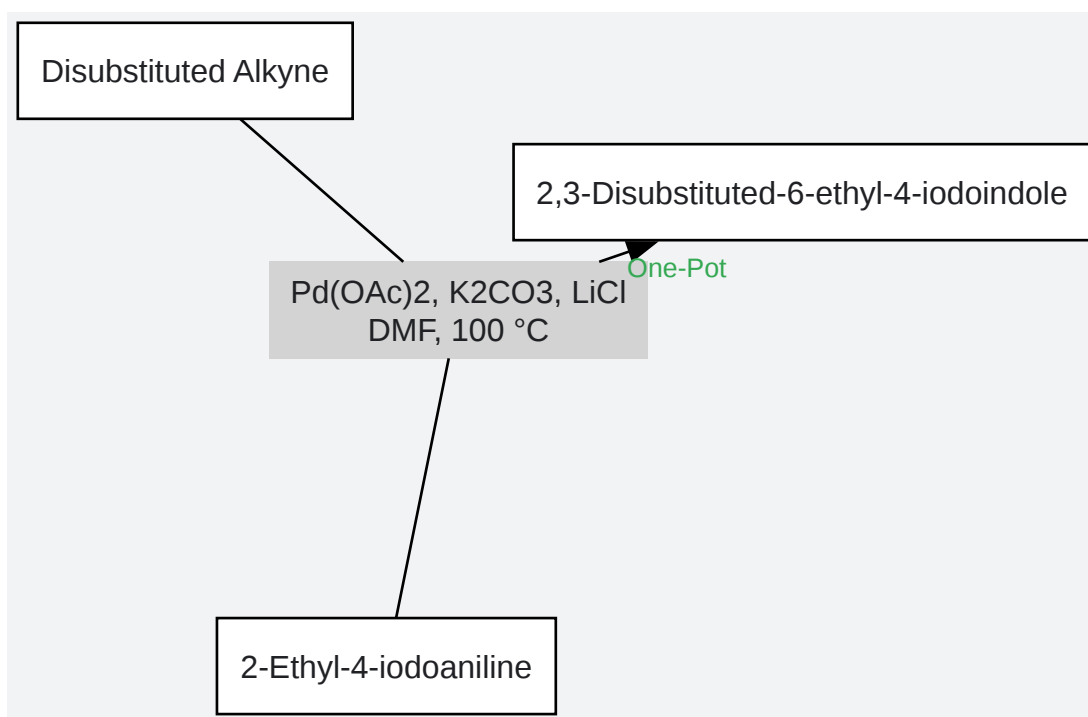 Disubstituted Alkyne
2,3-Disubstituted-6-ethyl-4-iodoindole
One-Pot
Pd(OAc)2, K2CO3, LiCl
DMF, 100 °C
2-Ethyl-4-iodoaniline